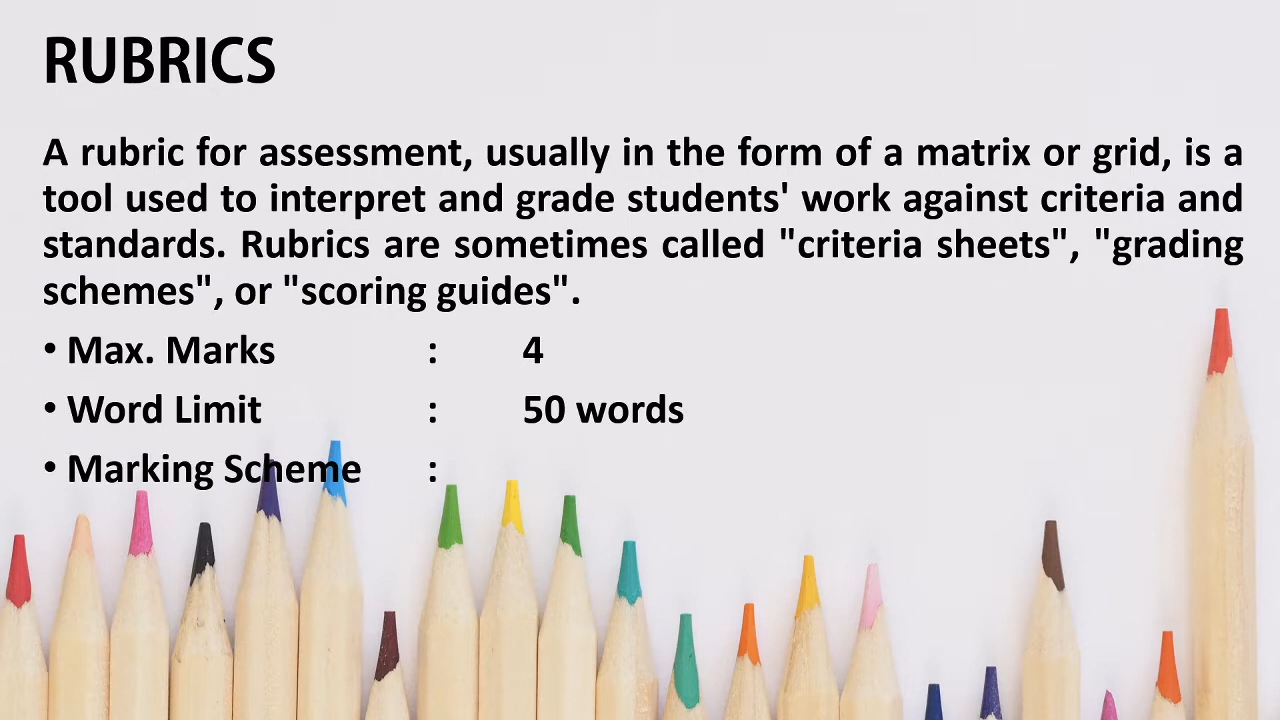 RUBRICS
A rubric for assessment, usually in the form of a matrix or grid, is a
tool used to interpret and grade students' work against criteria and
standards. Rubrics are sometimes called "criteria sheets", "grading
schemes", or "scoring guides".
• Max. Marks : 4
• Word Limit : 50 words
• Marking Scheme :